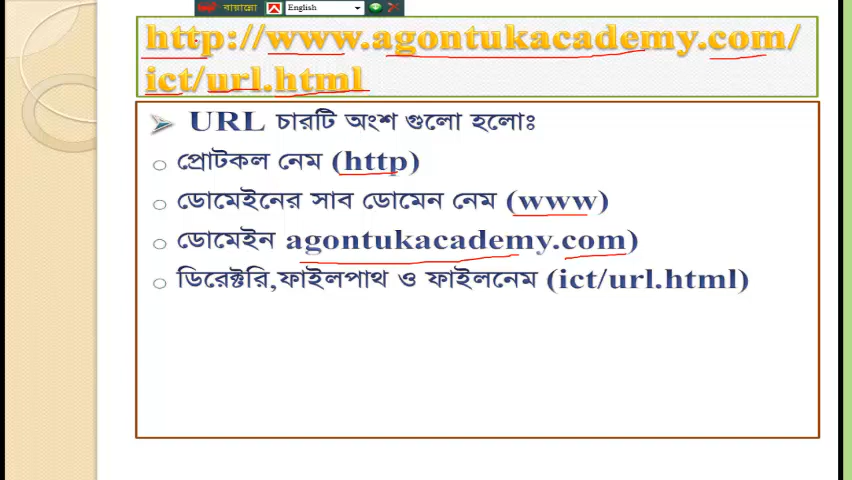 বায়ান্নো English
http://www.agontukacademy.com/
ict/url.html
URL চারটি অংশ গুলো হলোঃ
প্রোটকল নেম (http)
ডোমেইনের সাব ডোমেন নেম (www)
ডোমেইন agontukacademy.com)
ডিরেক্টরি,ফাইলপাথ ও ফাইলনেম (ict/url.html)